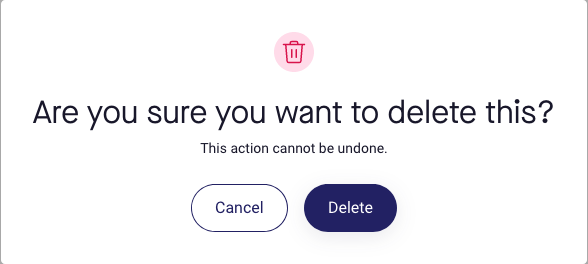 Are you sure you want to delete this?
This action cannot be undone.
Cancel
Delete